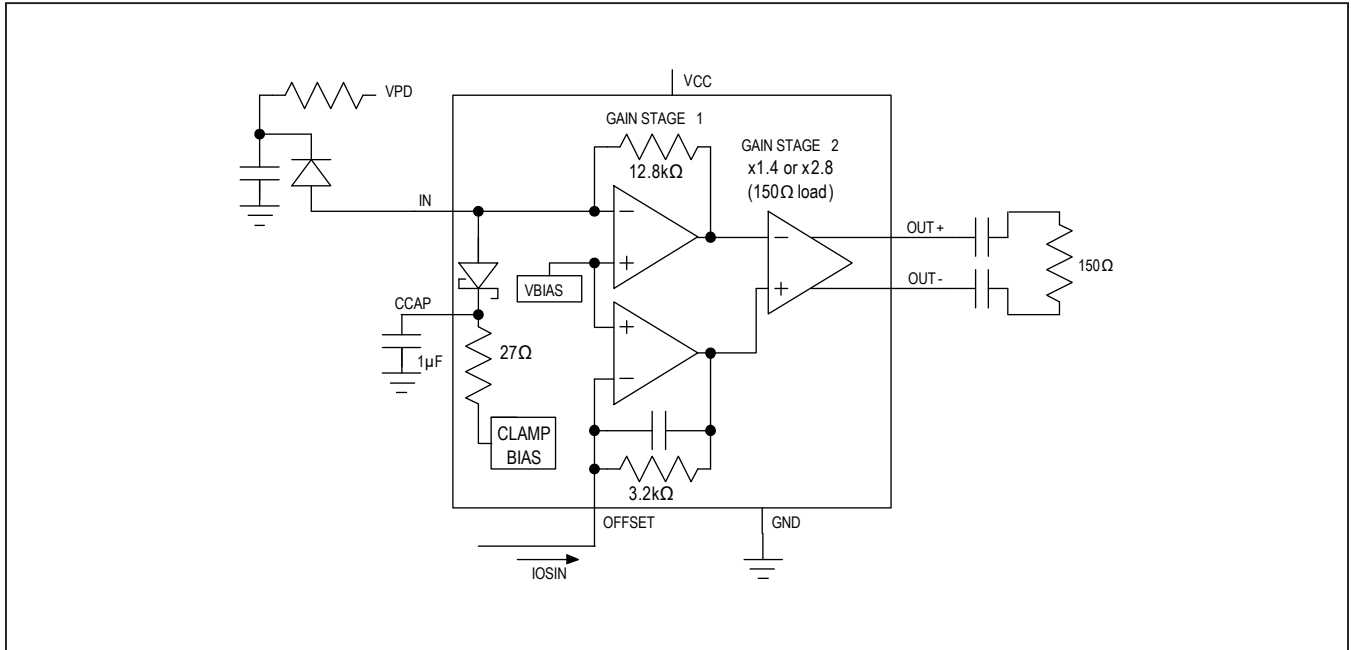 VCC
VPD
GAIN STAGE 1
12.8kΩ
GAIN STAGE 2
x1.4 or x2.8
(150Ω load)
IN
OUT+
OUT-
150Ω
VBIAS
CCAP
1µF
27Ω
CLAMP
BIAS
3.2kΩ
OFFSET
GND
IOSIN